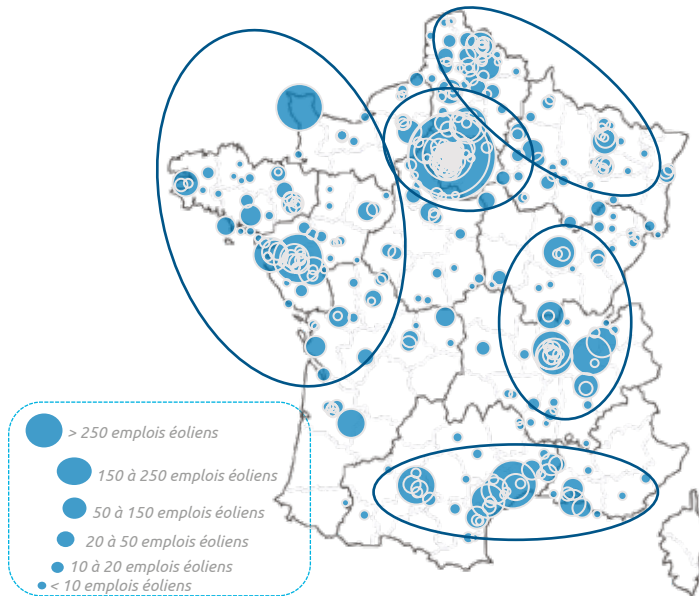 > 250 emplois éoliens
150 à 250 emplois éoliens
50 à 150 emplois éoliens
20 à 50 emplois éoliens
10 à 20 emplois éoliens
< 10 emplois éoliens